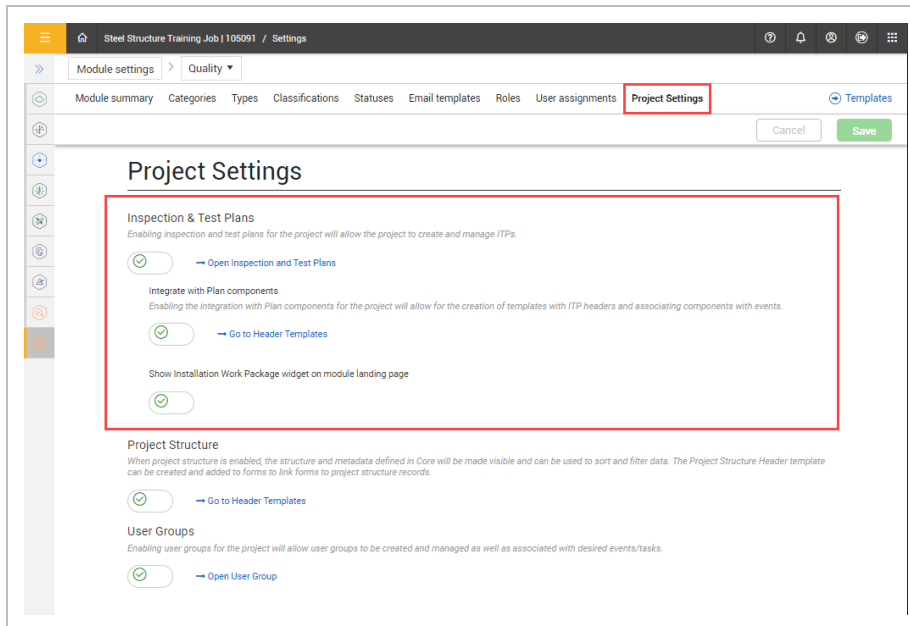 Steel Structure Training Job | 105091 / Settings
Module settings > Quality ▼
Module summary Categories Types Classifications Statuses Email templates Roles User assignments Project Settings Templates
Cancel Save
Project Settings
Inspection & Test Plans
Enabling inspection and test plans for the project will allow the project to create and manage ITPs.
→ Open Inspection and Test Plans
Integrate with Plan components
Enabling the integration with Plan components for the project will allow for the creation of templates with ITP headers and associating components with events.
→ Go to Header Templates
Show Installation Work Package widget on module landing page
Project Structure
When project structure is enabled, the structure and metadata defined in Core will be made visible and can be used to sort and filter data. The Project Structure Header template
can be created and added to forms to link forms to project structure records.
→ Go to Header Templates
User Groups
Enabling user groups for the project will allow user groups to be created and managed as well as associated with desired events/tasks.
→ Open User Group